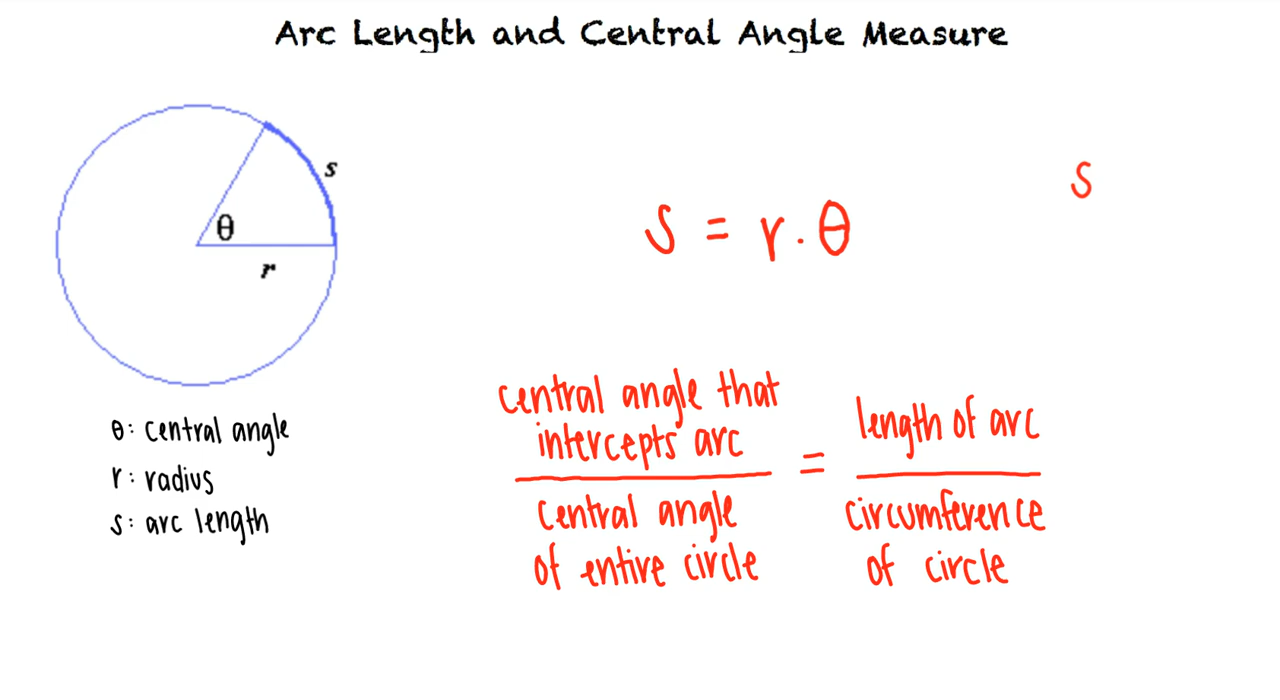 Arc Length and Central Angle Measure
s
θ
r
s = r · θ
s
θ: central angle
r: radius
s: arc length
central angle that
intercepts arc
central angle
of entire circle
=
length of arc
circumference
of circle